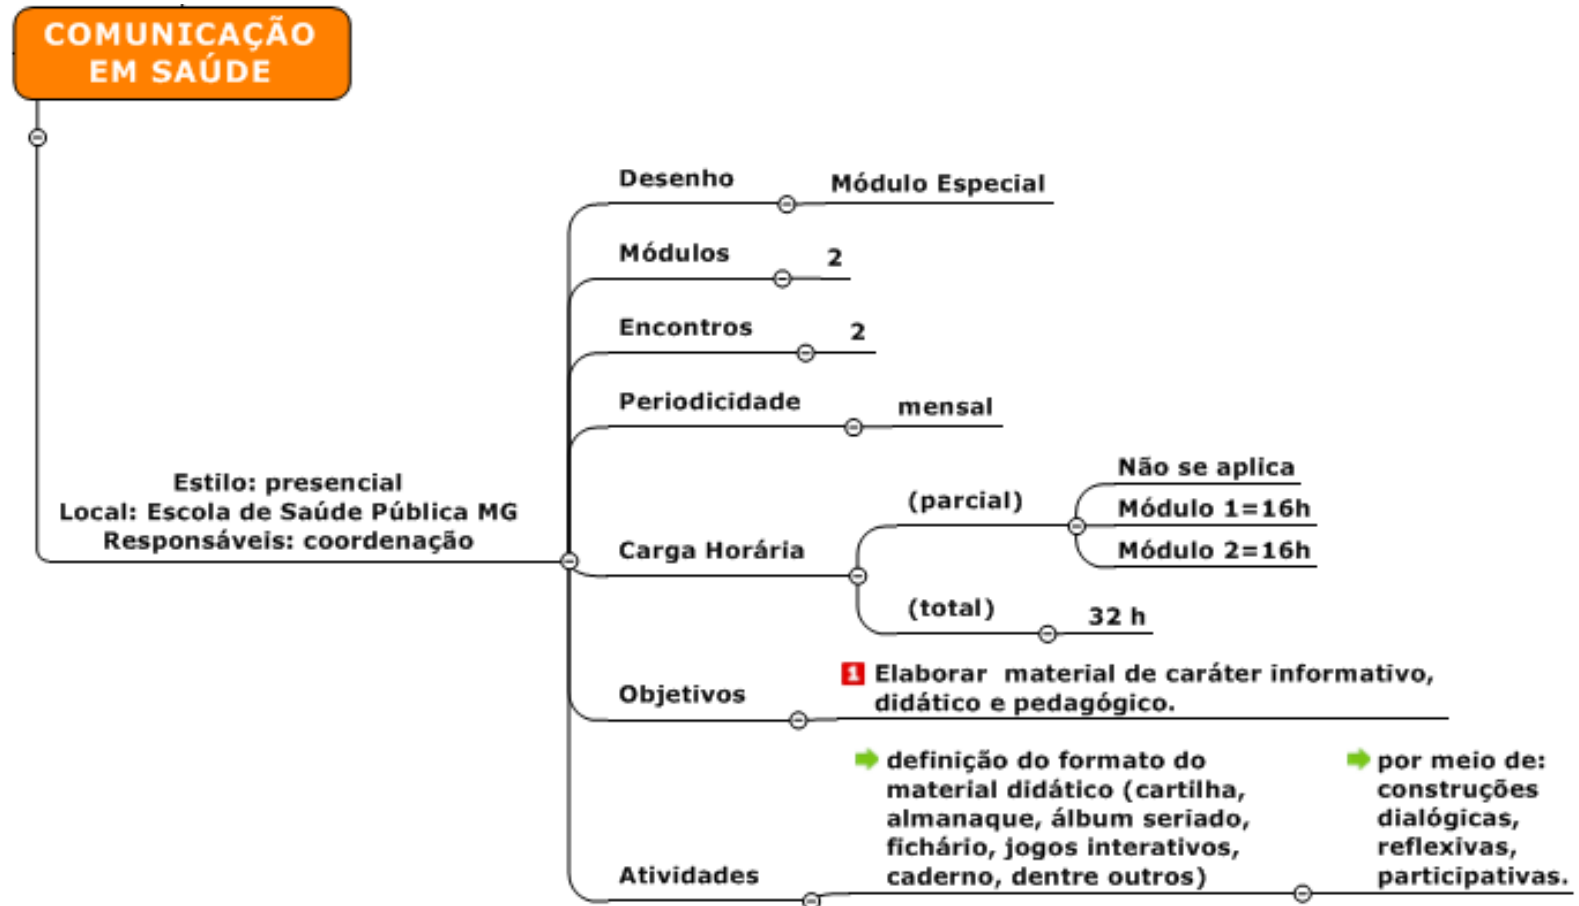 COMUNICAÇÃO
EM SAÚDE
Estilo: presencial
Local: Escola de Saúde Pública MG
Responsáveis: coordenação
Desenho
Módulo Especial
Módulos
2
Encontros
2
Periodicidade
mensal
Carga Horária
(parcial)
Não se aplica
Módulo 1=16h
Módulo 2=16h
(total)
32 h
Objetivos
1 Elaborar material de caráter informativo,
didático e pedagógico.
Atividades
definição do formato do
material didático (cartilha,
almanaque, álbum seriado,
fichário, jogos interativos,
caderno, dentre outros)
por meio de:
construções
dialógicas,
reflexivas,
participativas.